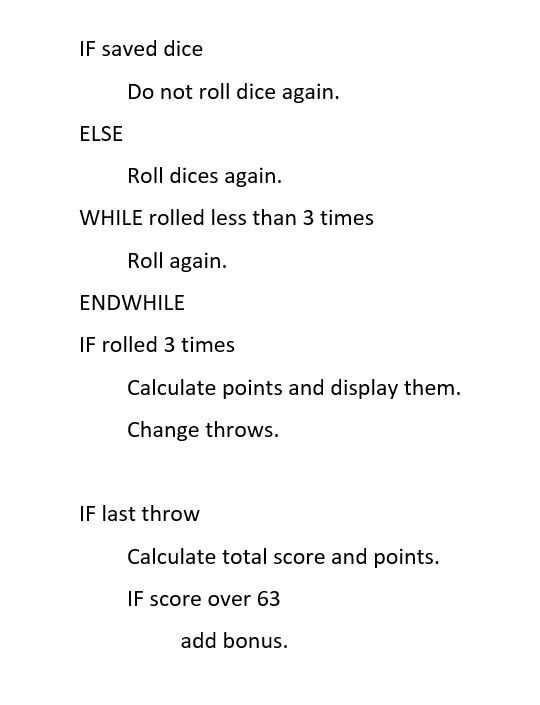 IF saved dice
Do not roll dice again.
ELSE
Roll dices again.
WHILE rolled less than 3 times
Roll again.
ENDWHILE
IF rolled 3 times
Calculate points and display them.
Change throws.
IF last throw
Calculate total score and points.
IF score over 63
add bonus.